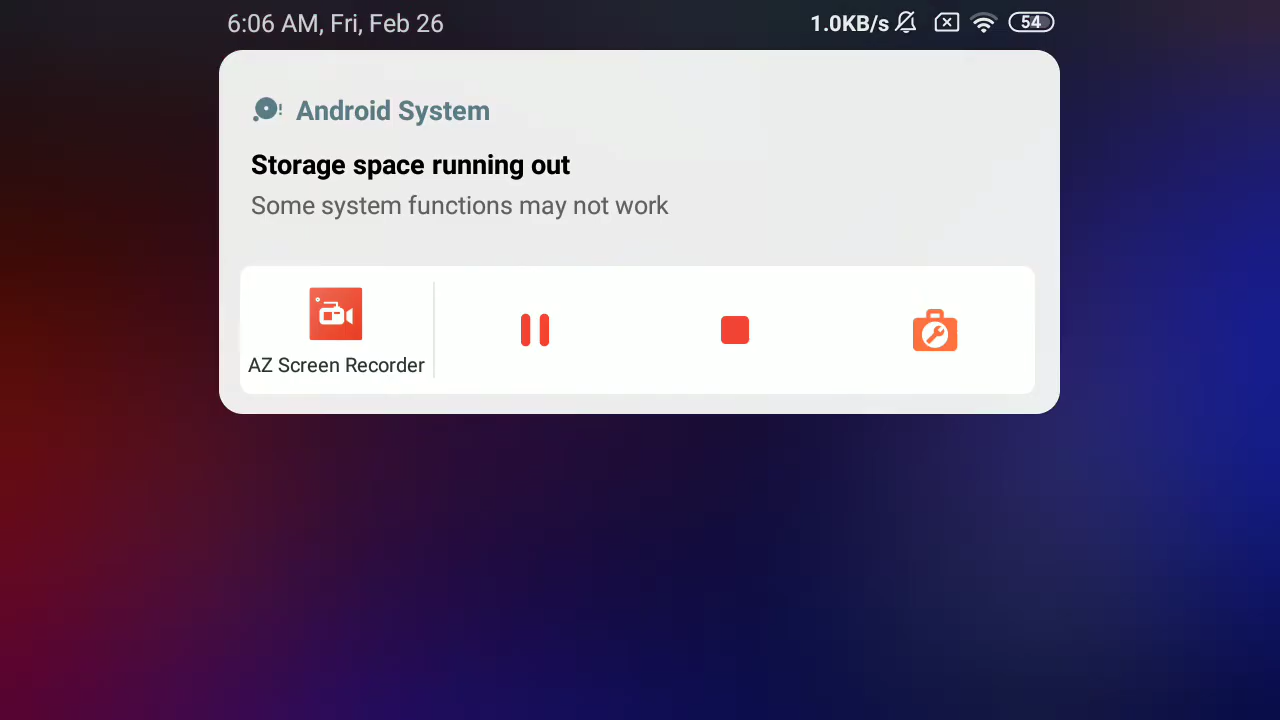 6:06 AM, Fri, Feb 26 1.0KB/s 54
Android System
Storage space running out
Some system functions may not work
AZ Screen Recorder